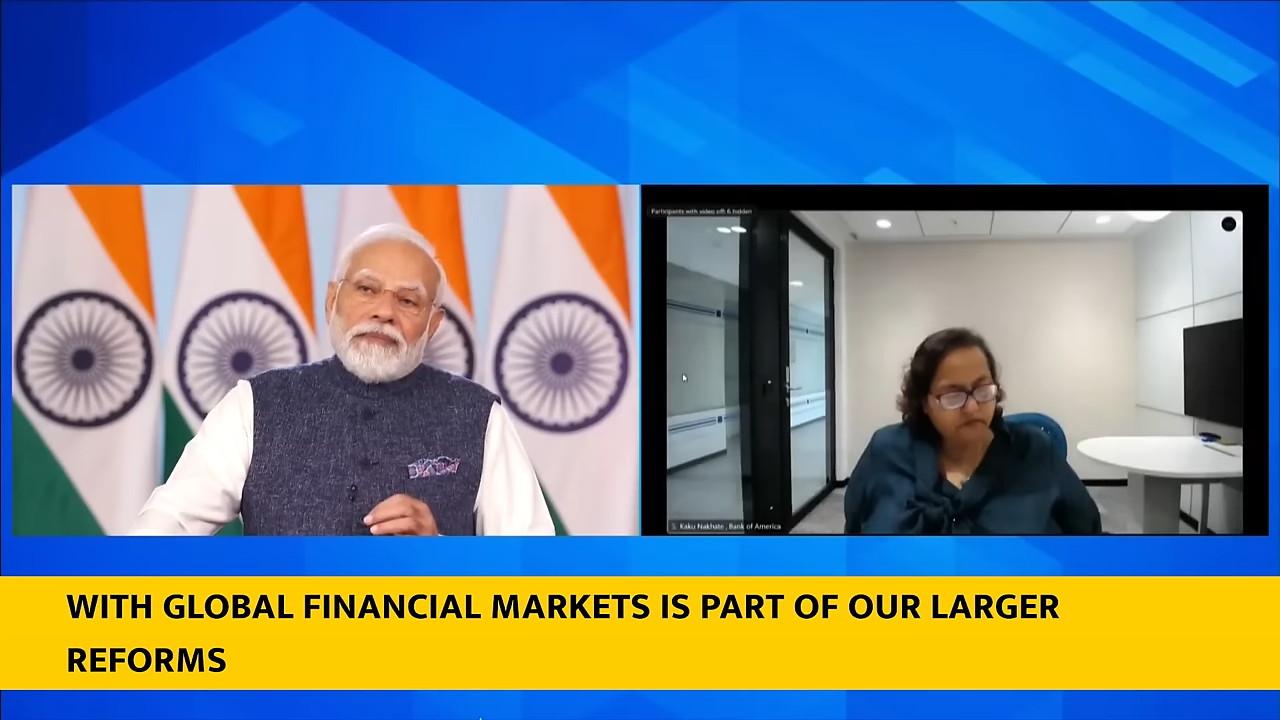 Participants with video off: 6 hidden
Kaku Nakhate , Bank of America
WITH GLOBAL FINANCIAL MARKETS IS PART OF OUR LARGER
REFORMS